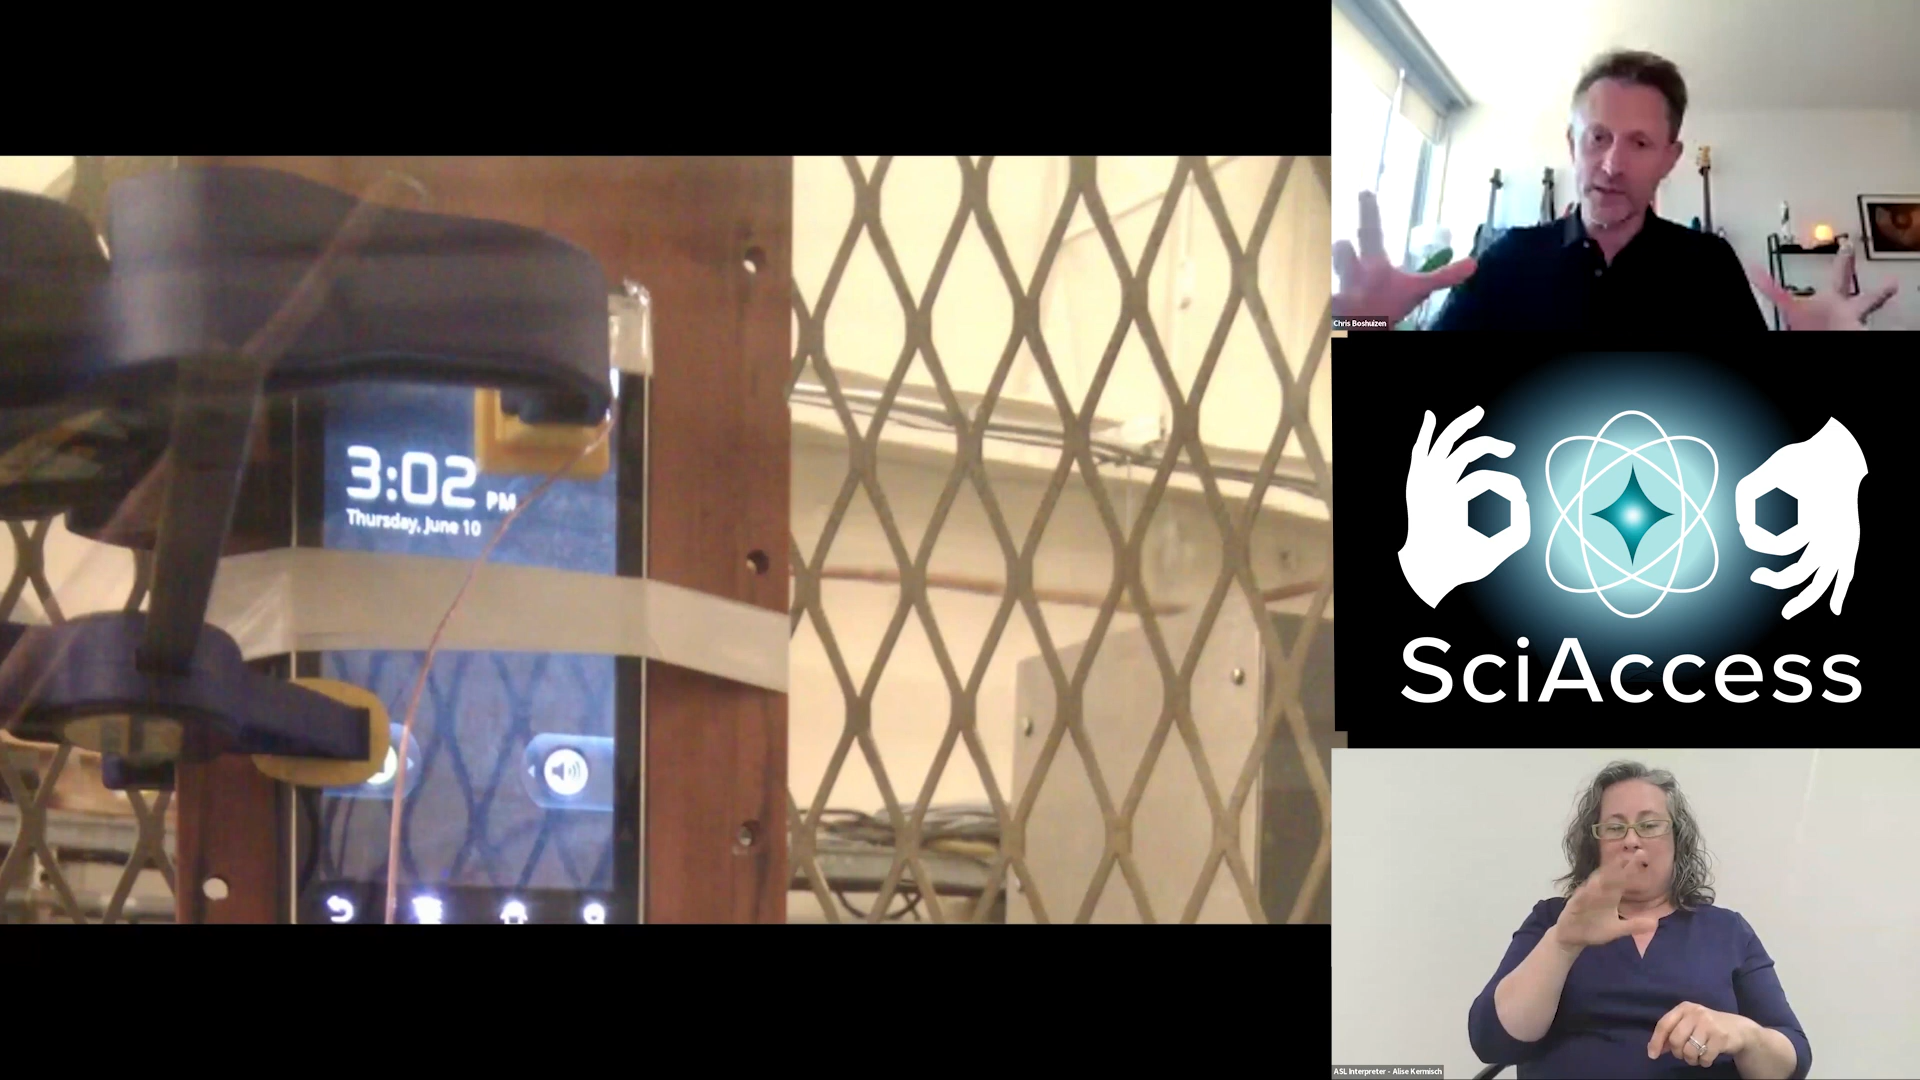 3:02 PM
Thursday, June 10
Chris Boshuizen
SciAccess
ASL Interpreter - Alise Kermisch